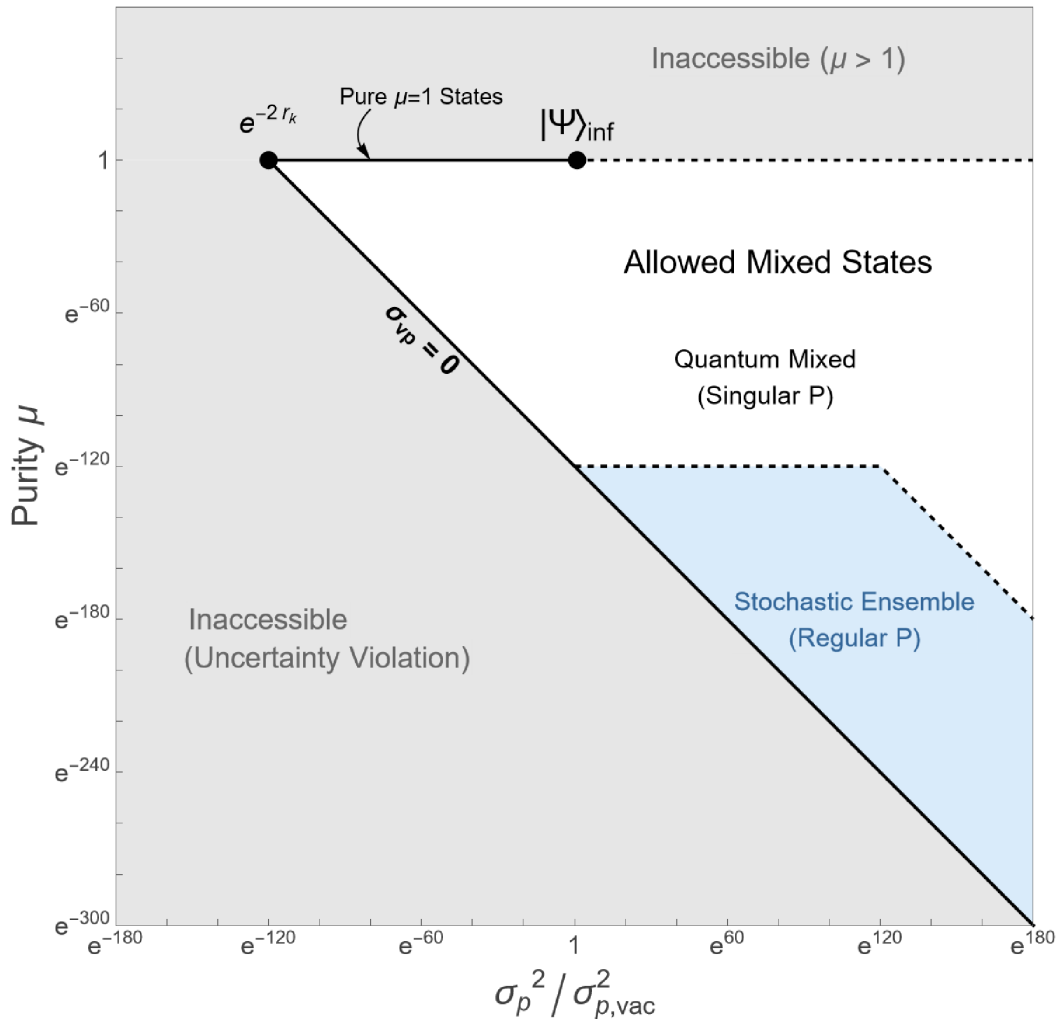 Inaccessible (μ > 1)
Pure μ=1 States
e^{-2 r_k}
|Ψ⟩_inf
1
Allowed Mixed States
e^{-60}
σ_vp = 0
Quantum Mixed
(Singular P)
e^{-120}
Purity μ
Stochastic Ensemble
(Regular P)
e^{-180}
Inaccessible
(Uncertainty Violation)
e^{-240}
e^{-300}
e^{-180} e^{-120} e^{-60} 1 e^{60} e^{120} e^{180}
σ_p^2 / σ_{p,vac}^2